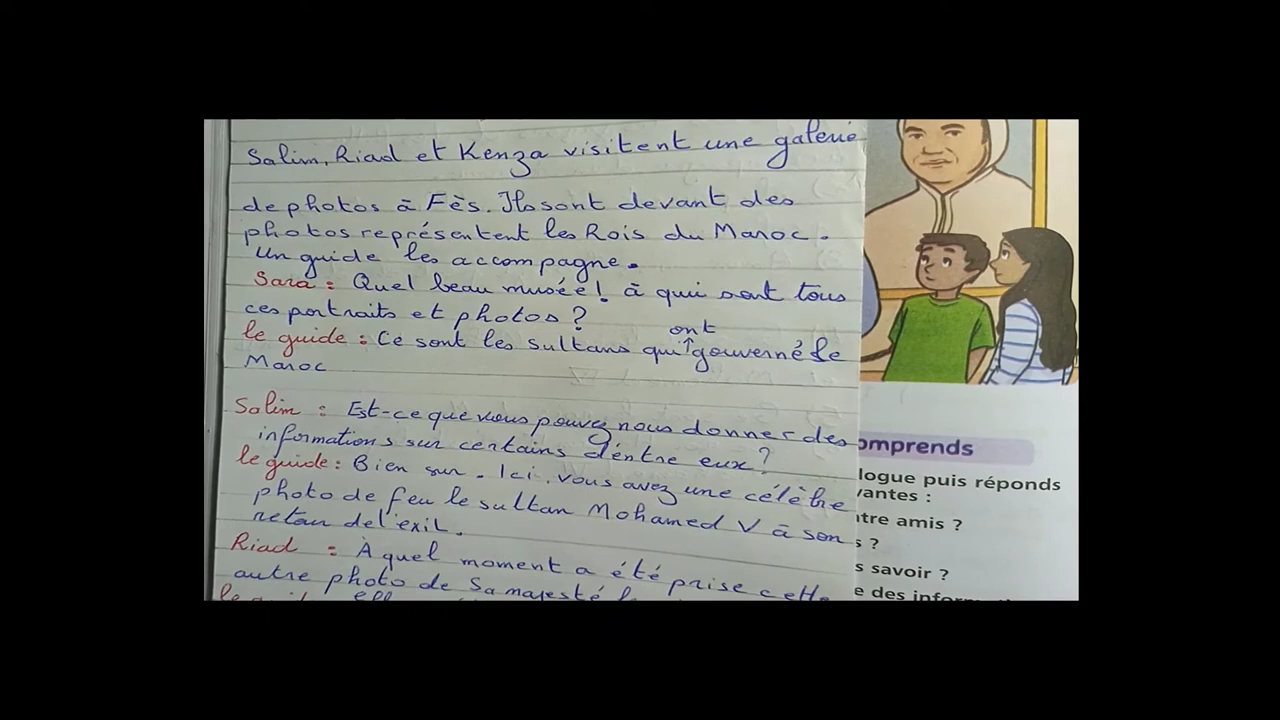 Salim, Riad et Kenza visitent une galerie
de photos à Fès. Ils sont devant des
photos représentent les Rois du Maroc.
Un guide les accompagne.
Sara : Quel beau musée! à qui sont tous
ces portraits et photos ?
le guide : Ce sont les sultans qui ont gouverné le
Maroc
Salim : Est-ce que vous pouvez nous donner des
informations sur certains d'entre eux?
le guide : Bien sur. Ici, vous avez une célèbre
photo de feu le sultan Mohamed V à son
retour de l'exil.
Riad : À quel moment a été prise cette
autre photo de Sa majesté
omprends
logue puis réponds
vantes :
ntre amis ?
s ?
s savoir ?
e des